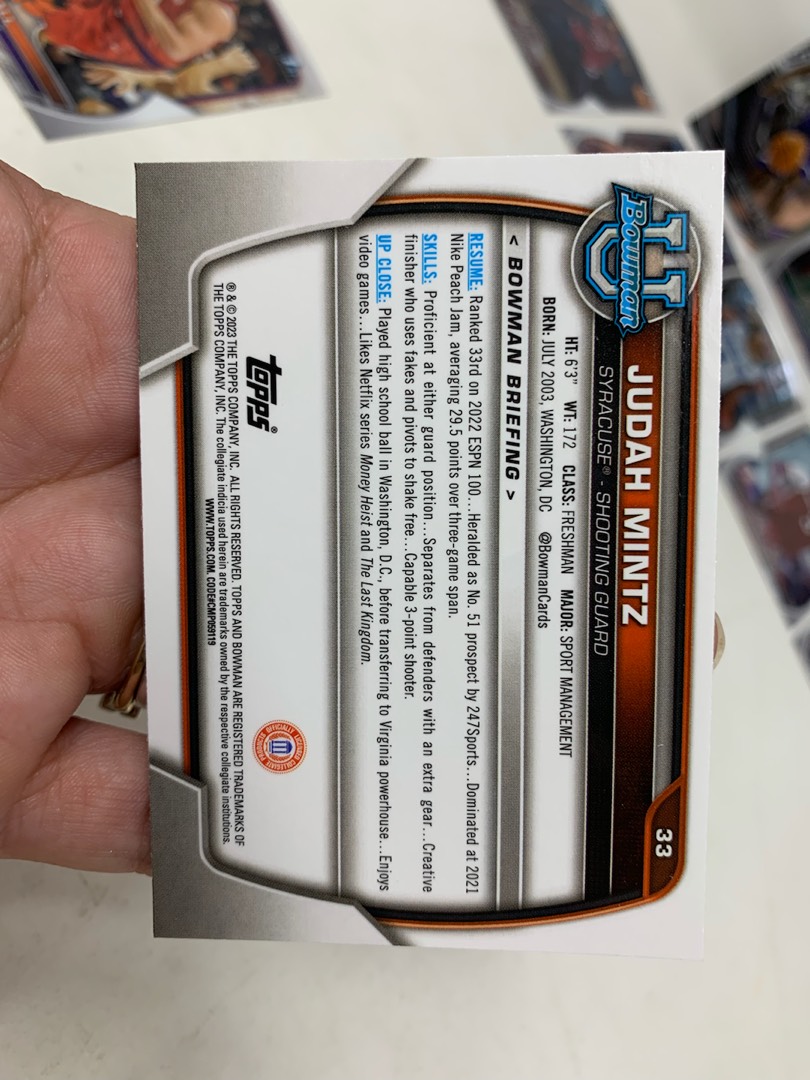 U
Bowman
JUDAH MINTZ
33
SYRACUSE® - SHOOTING GUARD
HT: 6'3" WT: 172 CLASS: FRESHMAN MAJOR: SPORT MANAGEMENT
BORN: JULY 2003, WASHINGTON, DC @BowmanCards
< BOWMAN BRIEFING >
RESUME: Ranked 33rd on 2022 ESPN 100...Heralded as No. 51 prospect by 247Sports...Dominated at 2021
Nike Peach Jam, averaging 29.5 points over three-game span.
SKILLS: Proficient at either guard position...Separates from defenders with an extra gear...Creative
finisher who uses fakes and pivots to shake free...Capable 3-point shooter.
UP CLOSE: Played high school ball in Washington, D.C., before transferring to Virginia powerhouse...Enjoys
video games...Likes Netflix series Money Heist and The Last Kingdom.
topps®
OFFICIALLY LICENSED COLLEGIATE PRODUCTS
® & © 2023 THE TOPPS COMPANY, INC. ALL RIGHTS RESERVED. TOPPS AND BOWMAN ARE REGISTERED TRADEMARKS OF
THE TOPPS COMPANY, INC. The collegiate indicia used herein are trademarks owned by the respective collegiate institutions.
WWW.TOPPS.COM. CODE#CMP059119